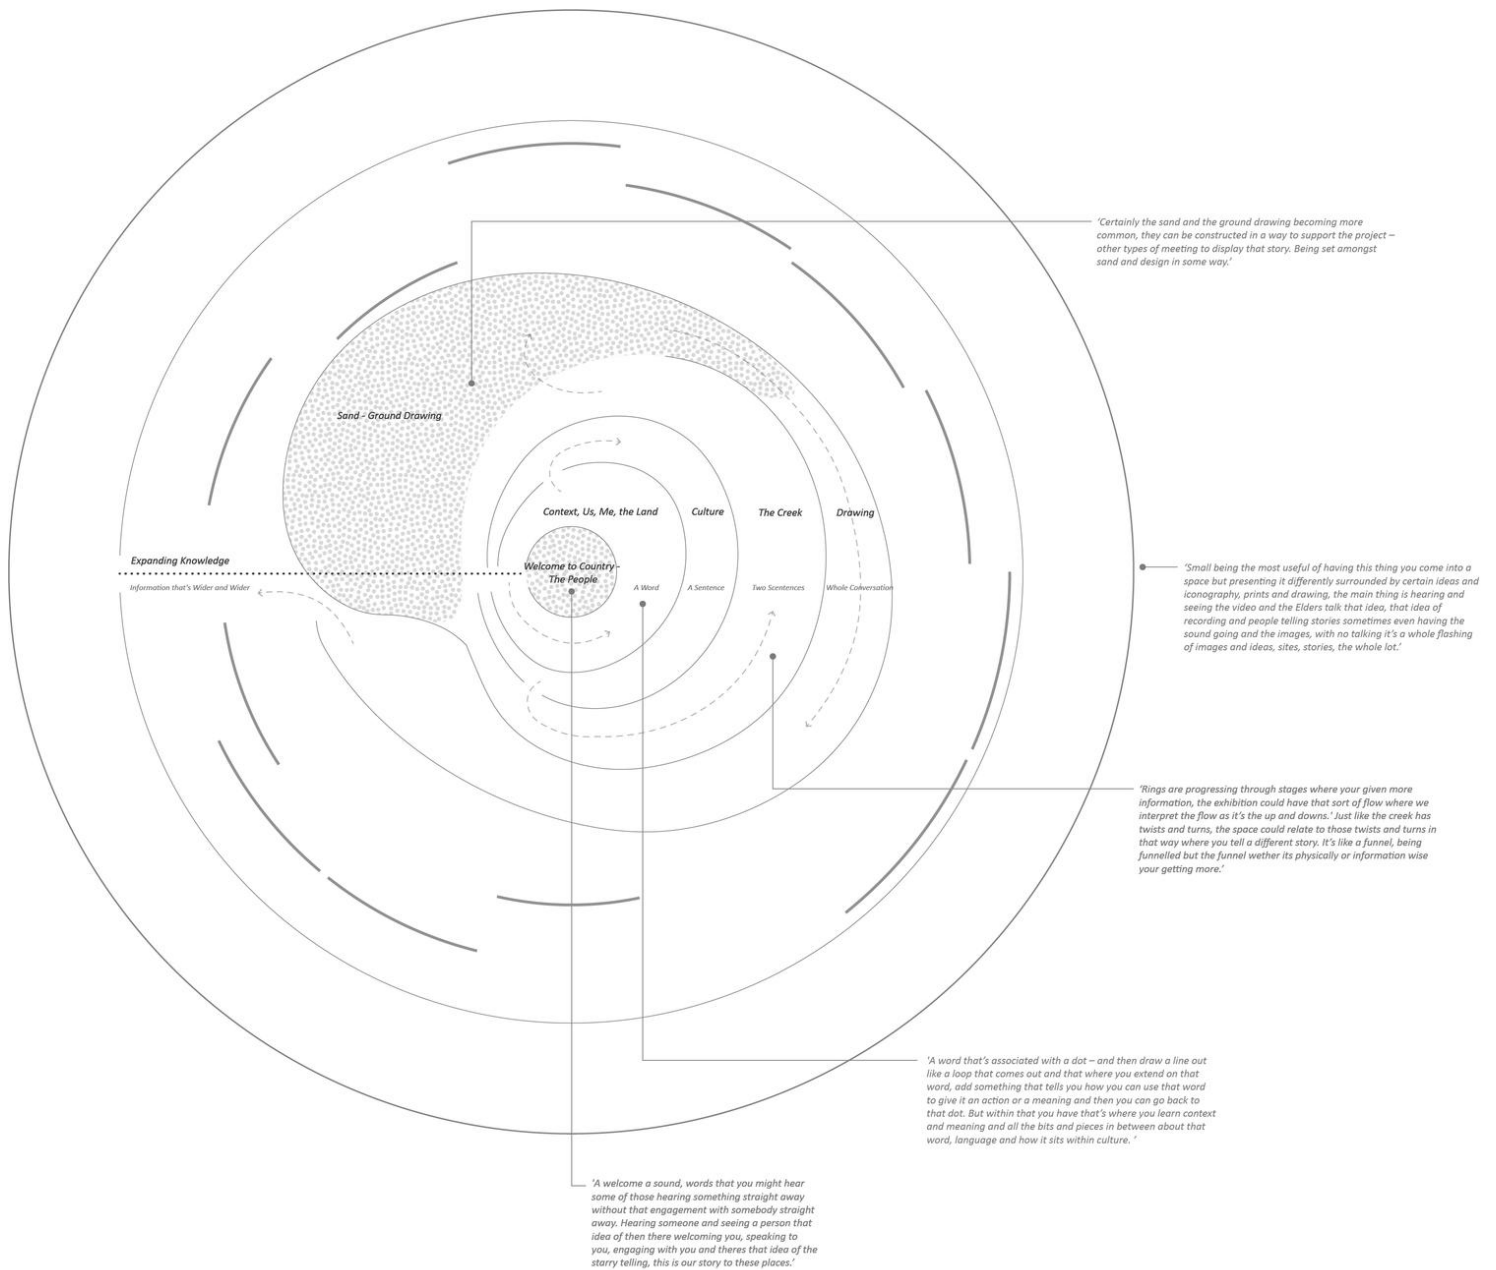 'Certainly the sand and the ground drawing becoming more
common, they can be constructed in a way to support the project –
other types of meeting to display that story. Being set amongst
sand and design in some way.'
Sand - Ground Drawing
Context, Us, Me, the Land
Culture
The Creek
Drawing
Expanding Knowledge
Welcome to Country -
The People
Information that's Wider and Wider
A Word
A Sentence
Two Scentences
Whole Conversation
'Small being the most useful of having this thing you come into a
space but presenting it differently surrounded by certain ideas and
iconography, prints and drawing, the main thing is hearing and
seeing the video and the Elders talk that idea, that idea of
recording and people telling stories sometimes even having the
sound going and the images, with no talking it's a whole flashing
of images and ideas, sites, stories, the whole lot.'
'Rings are progressing through stages where your given more
information, the exhibition could have that sort of flow where we
interpret the flow as it's the up and downs.' Just like the creek has
twists and turns, the space could relate to those twists and turns in
that way where you tell a different story. It's like a funnel, being
funnelled but the funnel wether its physically or information wise
your getting more.'
'A word that's associated with a dot – and then draw a line out
like a loop that comes out and that where you extend on that
word, add something that tells you how you can use that word
to give it an action or a meaning and then you can go back to
that dot. But within that you have that's where you learn context
and meaning and all the bits and pieces in between about that
word, language and how it sits within culture. '
'A welcome a sound, words that you might hear
some of those hearing something straight away
without that engagement with somebody straight
away. Hearing someone and seeing a person that
idea of then there welcoming you, speaking to
you, engaging with you and theres that idea of the
starry telling, this is our story to these places.'